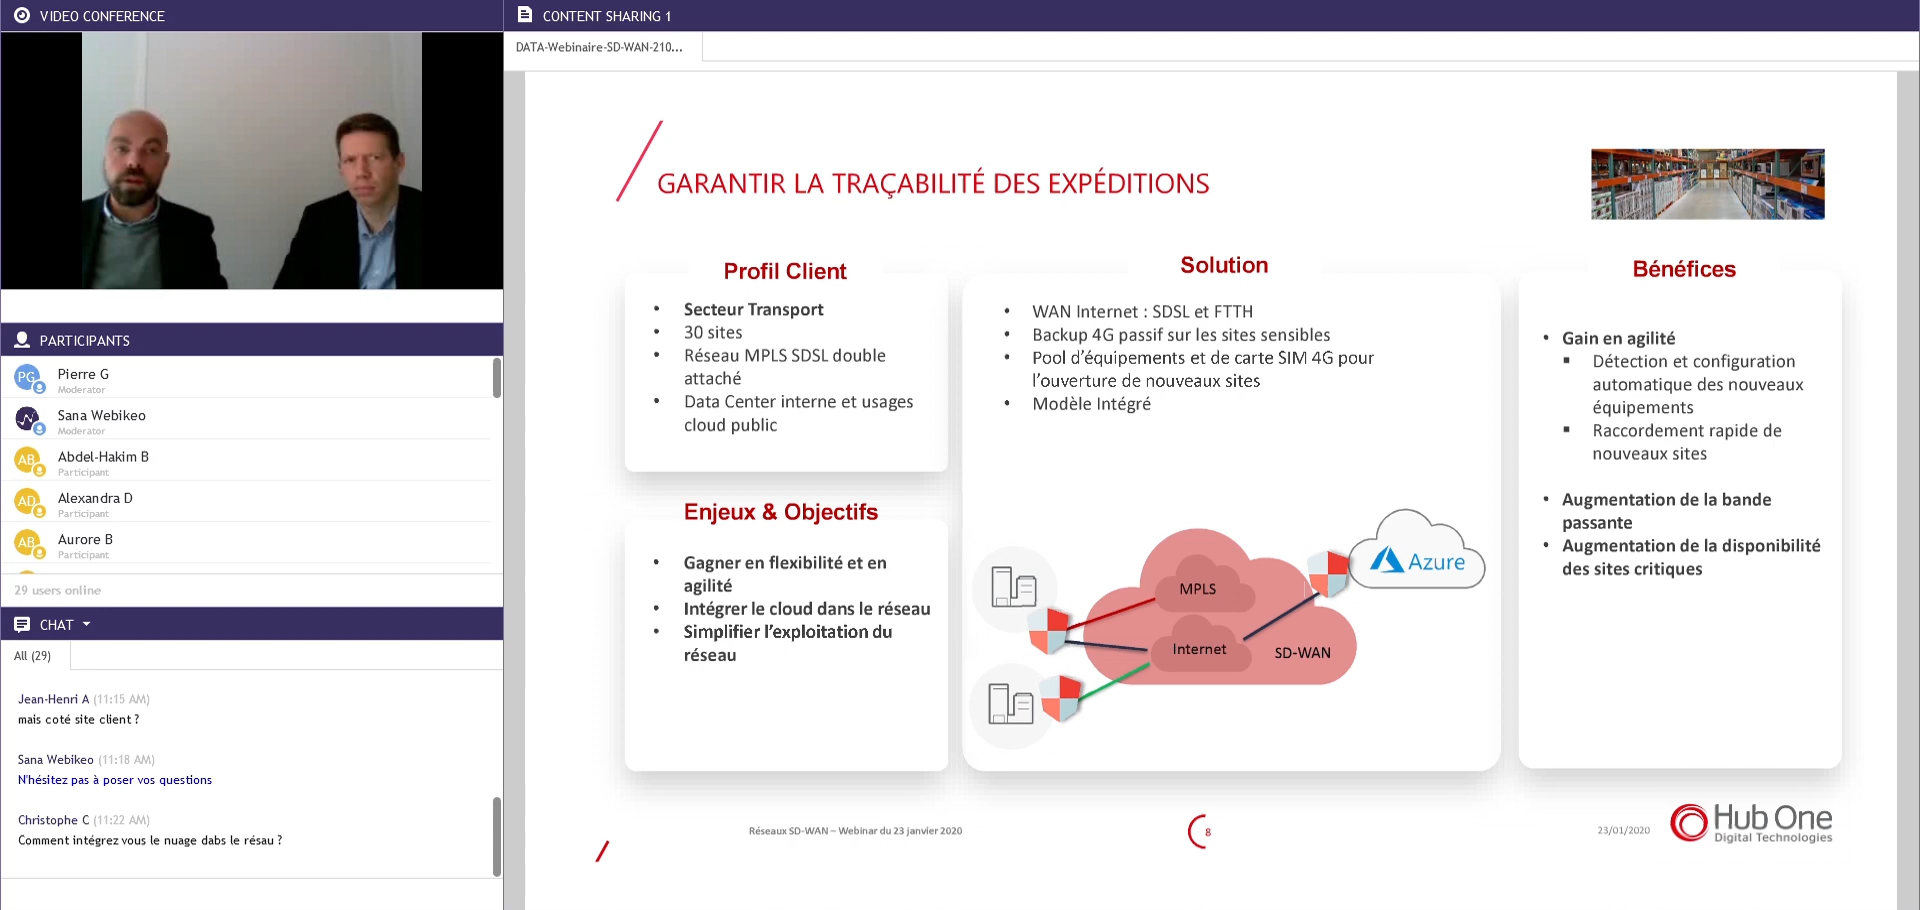 VIDEO CONFERENCE
PG
Pierre G
Moderator
Sana Webikeo
Moderator
AB
Abdel-Hakim B
Participant
AD
Alexandra D
Participant
AB
Aurore B
Participant
PARTICIPANTS
29 users online
CHAT
All (29)
Jean-Henri A (11:15 AM)
mais coté site client ?
Sana Webikeo (11:18 AM)
N'hésitez pas à poser vos questions
Christophe C (11:22 AM)
Comment intégrez vous le nuage dabs le résau ?
CONTENT SHARING 1
DATA-Webinaire-SD-WAN-210...
GARANTIR LA TRAÇABILITÉ DES EXPÉDITIONS
Profil Client
• Secteur Transport
• 30 sites
• Réseau MPLS SDSL double
attaché
• Data Center interne et usages
cloud public
Enjeux & Objectifs
• Gagner en flexibilité et en
agilité
• Intégrer le cloud dans le réseau
• Simplifier l'exploitation du
réseau
Solution
• WAN Internet : SDSL et FTTH
• Backup 4G passif sur les sites sensibles
• Pool d'équipements et de carte SIM 4G pour
l'ouverture de nouveaux sites
• Modèle Intégré
MPLS
Internet
SD-WAN
Azure
Bénéfices
• Gain en agilité
▪ Détection et configuration
automatique des nouveaux
équipements
▪ Raccordement rapide de
nouveaux sites
• Augmentation de la bande
passante
• Augmentation de la disponibilité
des sites critiques
Réseaux SD-WAN – Webinar du 23 janvier 2020
8
23/01/2020
Hub One
Digital Technologies